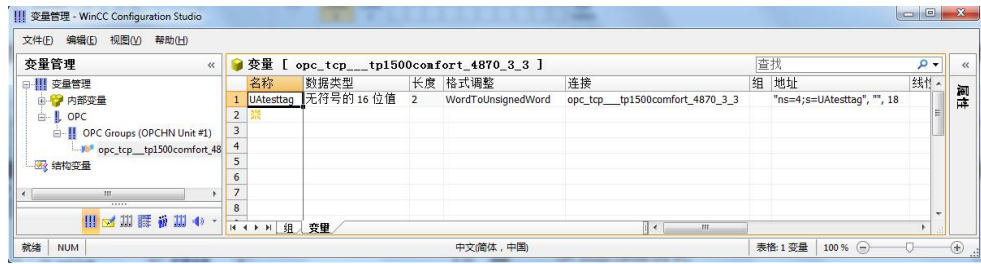 变量管理 - WinCC Configuration Studio
文件(F) 编辑(E) 视图(V) 帮助(H)
变量管理 «
变量管理
内部变量
OPC
OPC Groups (OPCHN Unit #1)
opc_tcp__tp1500comfort_48
结构变量
变量 [ opc_tcp___tp1500comfort_4870_3_3 ] 查找
名称 数据类型 长度 格式调整 连接 组 地址 线性
1 UAtesttag 无符号的 16 位值 2 WordToUnsignedWord opc_tcp___tp1500comfort_4870_3_3 "ns=4;s=UAtesttag", "", 18
2
3
4
5
6
7
8
组 变量
« 
属性
就绪 NUM 中文(简体，中国) 表格: 1 变量 100 %